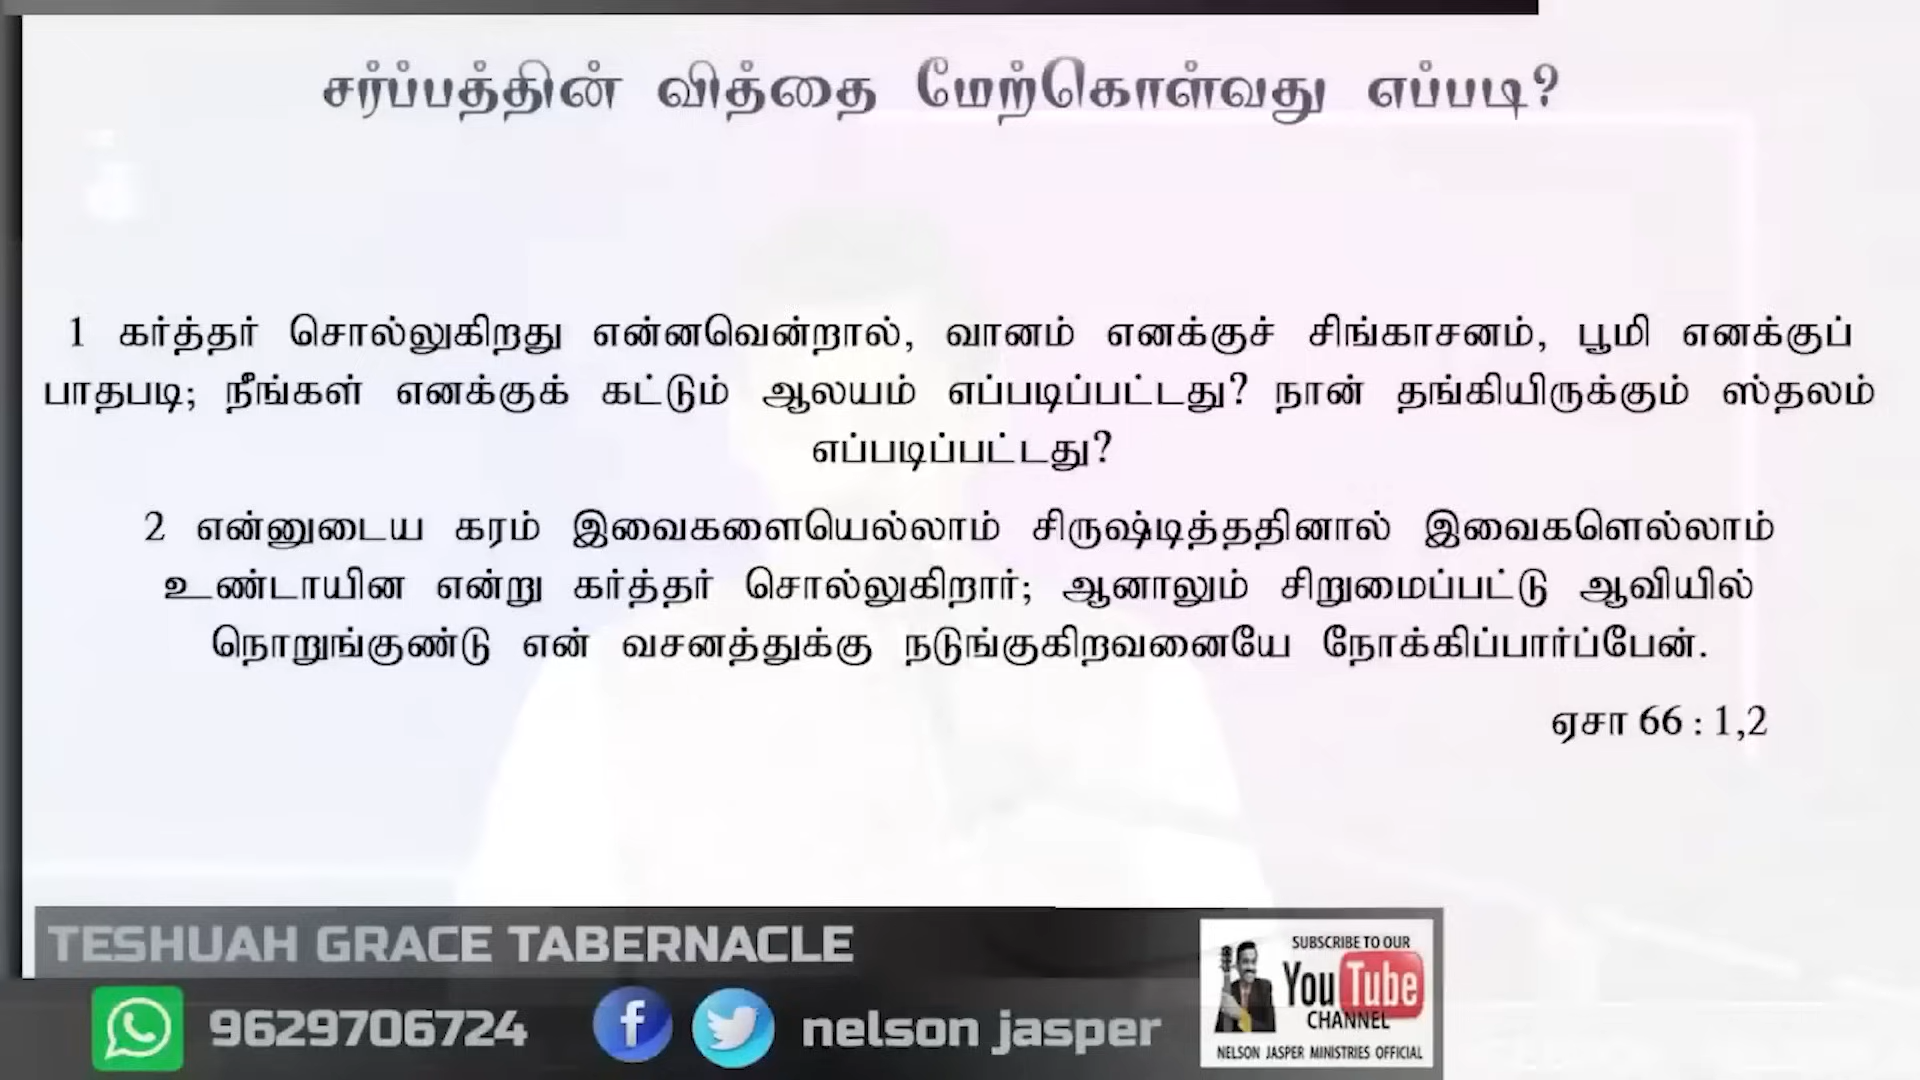 சர்ப்பத்தின் வித்தை மேற்கொள்வது எப்படி?
1 கர்த்தர் சொல்லுகிறது என்னவென்றால், வானம் எனக்குச் சிங்காசனம், பூமி எனக்குப்
பாதபடி; நீங்கள் எனக்குக் கட்டும் ஆலயம் எப்படிப்பட்டது? நான் தங்கியிருக்கும் ஸ்தலம்
எப்படிப்பட்டது?
2 என்னுடைய கரம் இவைகளையெல்லாம் சிருஷ்டித்ததினால் இவைகளெல்லாம்
உண்டாயின என்று கர்த்தர் சொல்லுகிறார்; ஆனாலும் சிறுமைப்பட்டு ஆவியில்
நொறுங்குண்டு என் வசனத்துக்கு நடுங்குகிறவனையே நோக்கிப்பார்ப்பேன்.
ஏசா 66 : 1,2
TESHUAH GRACE TABERNACLE
9629706724 nelson jasper
SUBSCRIBE TO OUR
YouTube
CHANNEL
NELSON JASPER MINISTRIES OFFICIAL